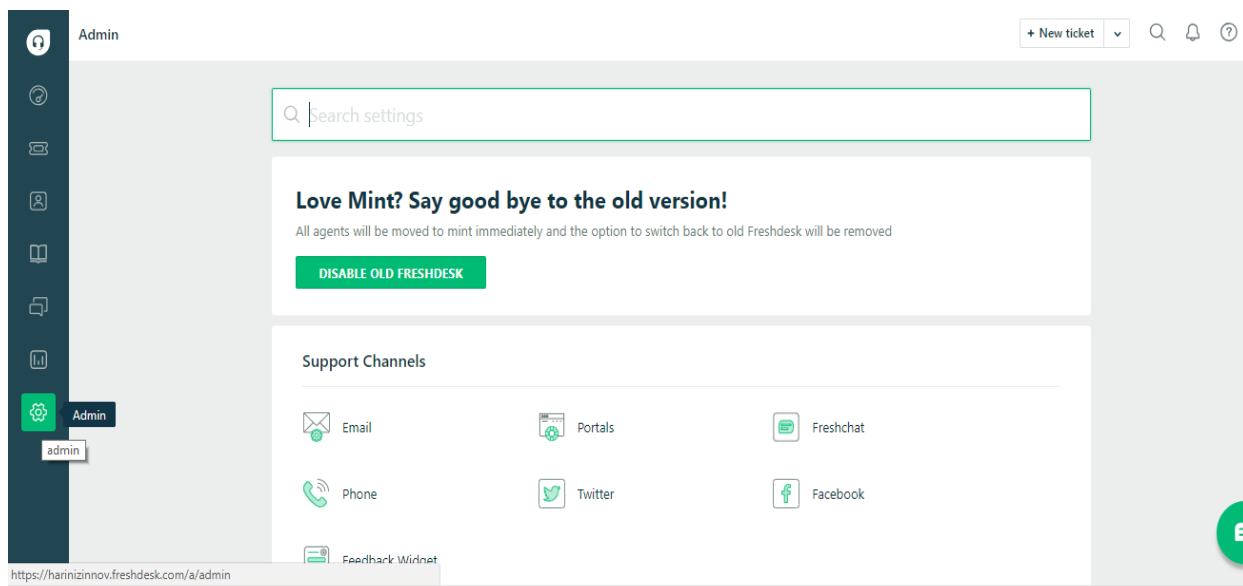 Admin
+ New ticket
Search settings
Love Mint? Say good bye to the old version!
All agents will be moved to mint immediately and the option to switch back to old Freshdesk will be removed
DISABLE OLD FRESHDESK
Support Channels
Email
Portals
Freshchat
Admin
admin
Phone
Twitter
Facebook
Feedback Widget
https://harinizinnov.freshdesk.com/a/admin